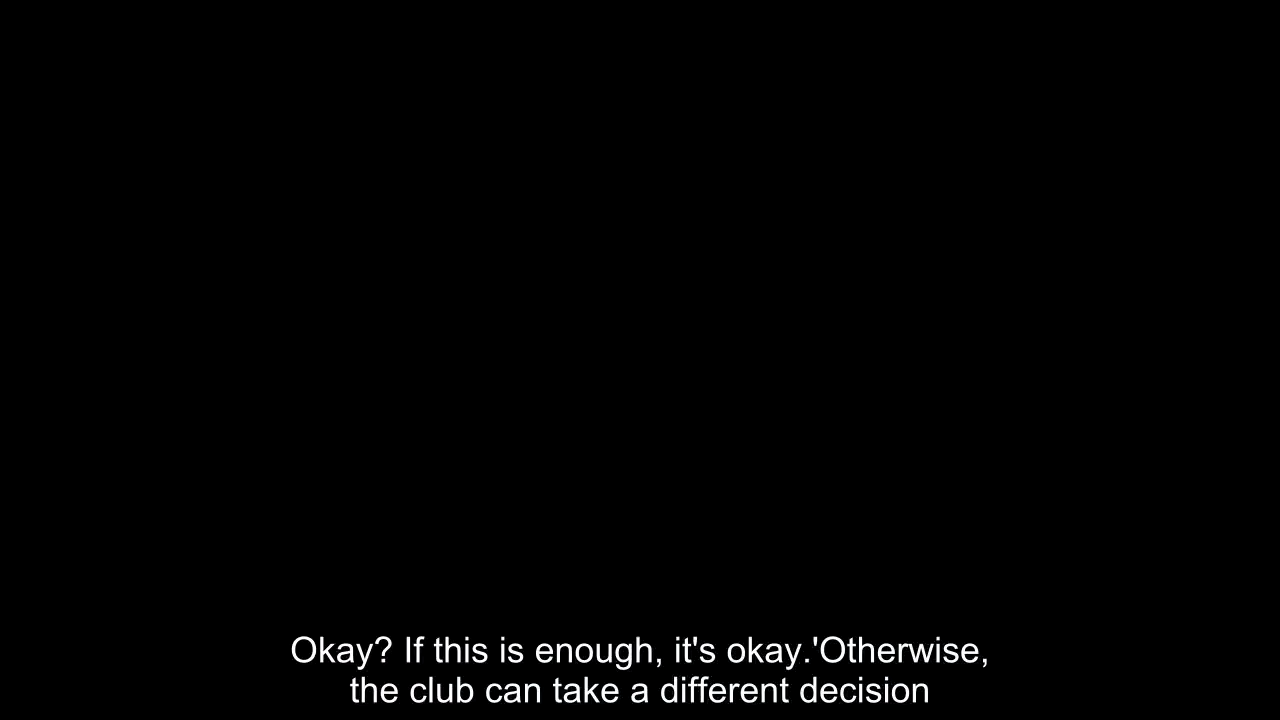 Okay? If this is enough, it's okay.'Otherwise,
the club can take a different decision